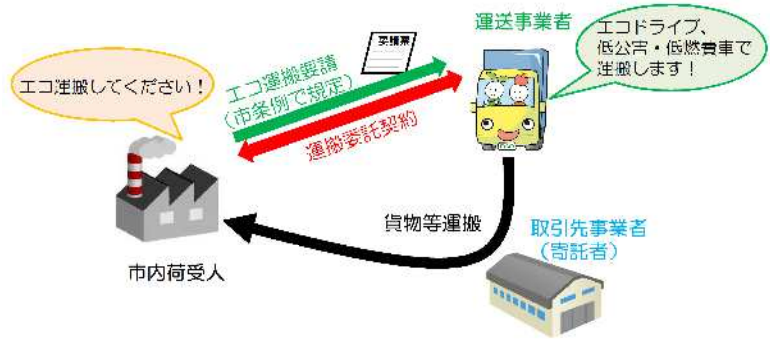 運送事業者
要請票
エコドライブ、
低公害・低燃費車で
運搬します！
エコ運搬してください！
エコ運搬要請
(市条例で規定)
運搬委託契約
貨物等運搬
取引先事業者
(寄託者)
市内荷受人